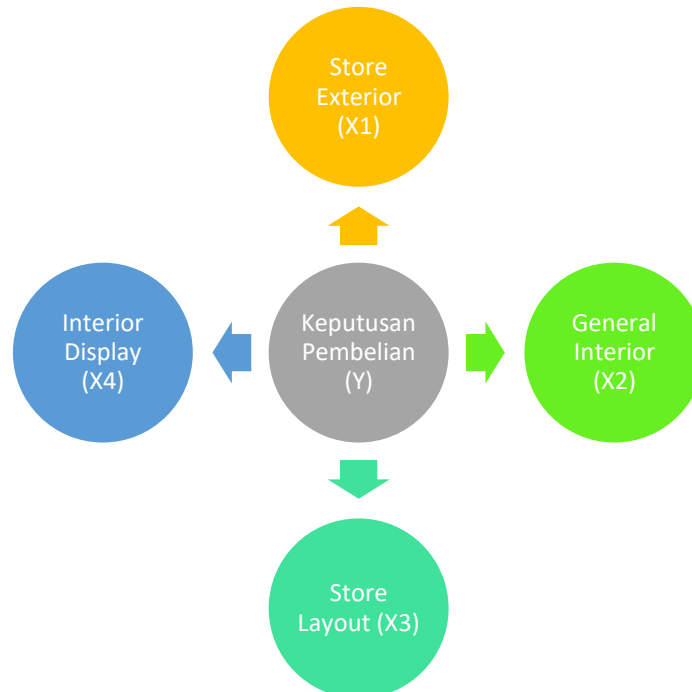 Store
Exterior
(X1)
Interior
Display
(X4)
Keputusan
Pembelian
(Y)
General
Interior
(X2)
Store
Layout (X3)